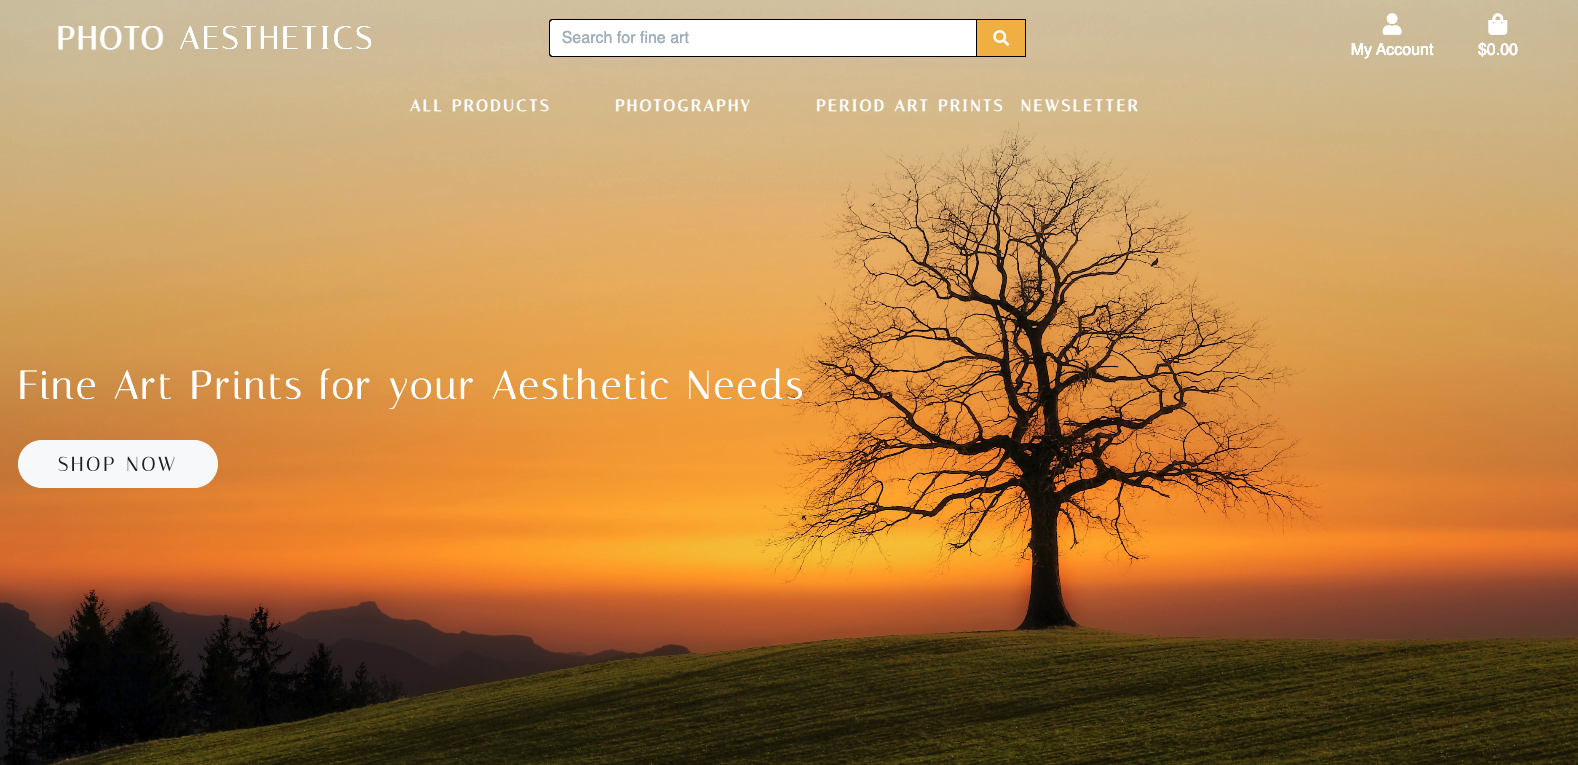 PHOTO AESTHETICS
Search for fine art
My Account
$0.00
ALL PRODUCTS
PHOTOGRAPHY
PERIOD ART PRINTS
NEWSLETTER
Fine Art Prints for your Aesthetic Needs
SHOP NOW